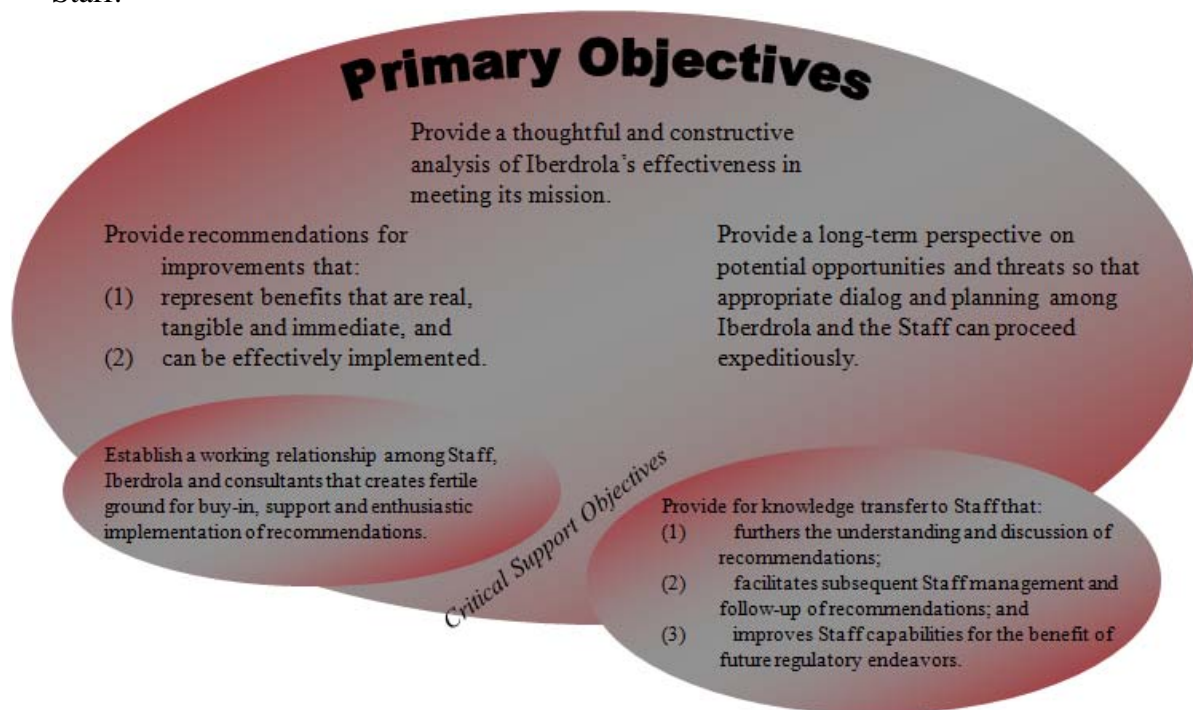 Staff.
Primary Objectives
Provide a thoughtful and constructive
analysis of Iberdrola's effectiveness in
meeting its mission.
Provide recommendations for
improvements that:
(1) represent benefits that are real,
tangible and immediate, and
(2) can be effectively implemented.
Provide a long-term perspective on
potential opportunities and threats so that
appropriate dialog and planning among
Iberdrola and the Staff can proceed
expeditiously.
Establish a working relationship among Staff,
Iberdrola and consultants that creates fertile
ground for buy-in, support and enthusiastic
implementation of recommendations.
Critical Support Objectives
Provide for knowledge transfer to Staff that:
(1) furthers the understanding and discussion of
recommendations;
(2) facilitates subsequent Staff management and
follow-up of recommendations; and
(3) improves Staff capabilities for the benefit of
future regulatory endeavors.